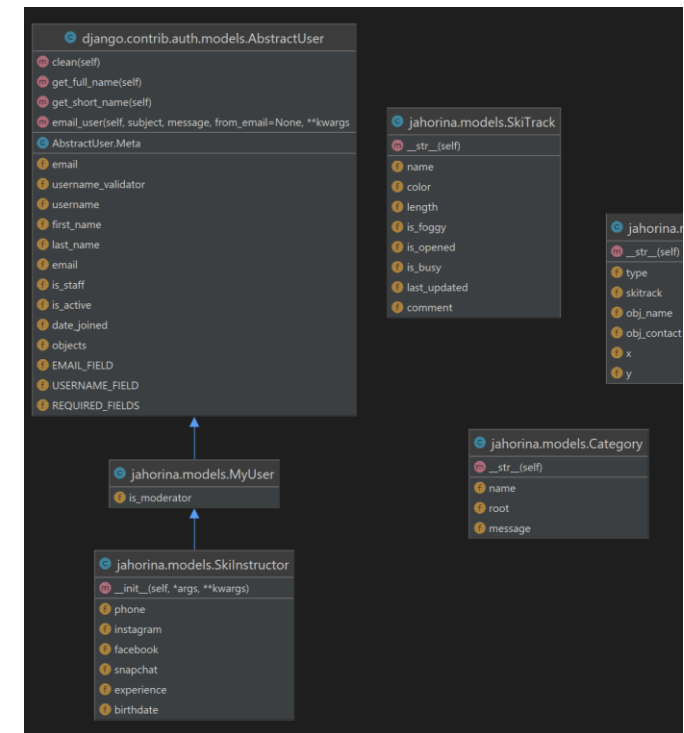 django.contrib.auth.models.AbstractUser
clean(self)
get_full_name(self)
get_short_name(self)
email_user(self, subject, message, from_email=None, **kwargs
AbstractUser.Meta
email
username_validator
username
first_name
last_name
email
is_staff
is_active
date_joined
objects
EMAIL_FIELD
USERNAME_FIELD
REQUIRED_FIELDS
jahorina.models.MyUser
is_moderator
jahorina.models.SkiInstructor
__init__(self, *args, **kwargs)
phone
instagram
facebook
snapchat
experience
birthdate
jahorina.models.SkiTrack
__str__(self)
name
color
length
is_foggy
is_opened
is_busy
last_updated
comment
jahorina.models.Category
__str__(self)
name
root
message
jahorina.
__str__(self)
type
skitrack
obj_name
obj_contact
x
y